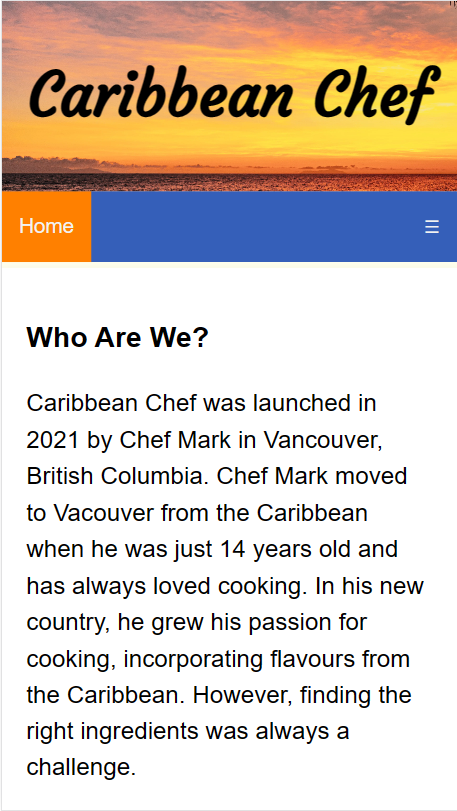 Caribbean Chef
Home
☰
Who Are We?
Caribbean Chef was launched in
2021 by Chef Mark in Vancouver,
British Columbia. Chef Mark moved
to Vacouver from the Caribbean
when he was just 14 years old and
has always loved cooking. In his new
country, he grew his passion for
cooking, incorporating flavours from
the Caribbean. However, finding the
right ingredients was always a
challenge.